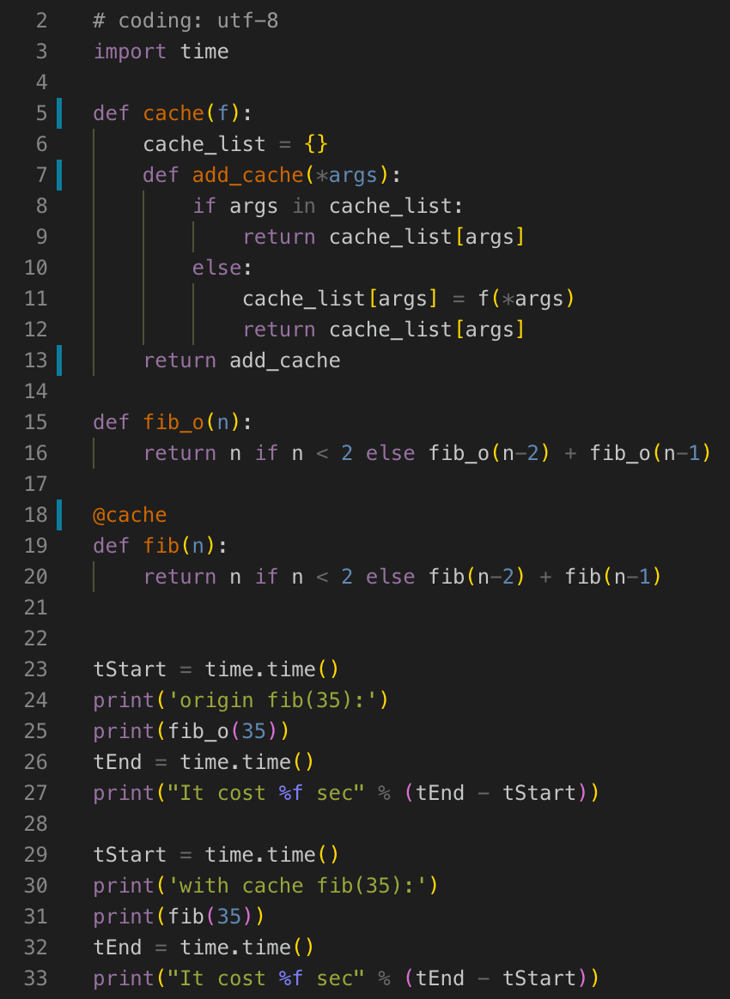 2 # coding: utf-8
3 import time
4
5 def cache(f):
6     cache_list = {}
7     def add_cache(*args):
8         if args in cache_list:
9             return cache_list[args]
10         else:
11             cache_list[args] = f(*args)
12             return cache_list[args]
13     return add_cache
14
15 def fib_o(n):
16     return n if n < 2 else fib_o(n-2) + fib_o(n-1)
17
18 @cache
19 def fib(n):
20     return n if n < 2 else fib(n-2) + fib(n-1)
21
22
23 tStart = time.time()
24 print('origin fib(35):')
25 print(fib_o(35))
26 tEnd = time.time()
27 print("It cost %f sec" % (tEnd - tStart))
28
29 tStart = time.time()
30 print('with cache fib(35):')
31 print(fib(35))
32 tEnd = time.time()
33 print("It cost %f sec" % (tEnd - tStart))